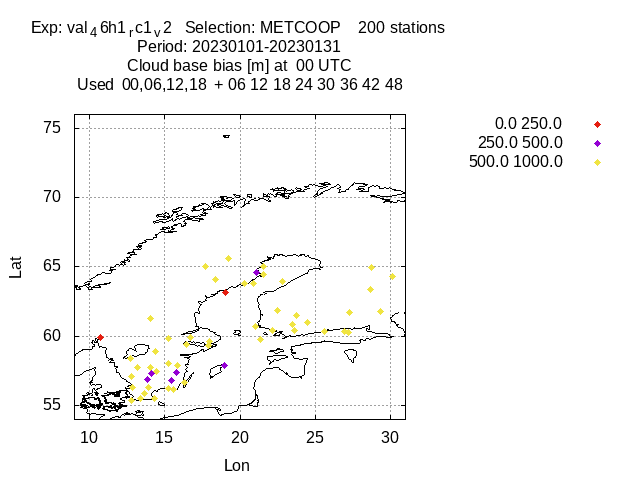 Exp: val46h1rc1v2 Selection: METCOOP 200 stations
Period: 20230101-20230131
Cloud base bias [m] at 00 UTC
Used 00,06,12,18 + 06 12 18 24 30 36 42 48
0.0 250.0
250.0 500.0
500.0 1000.0
75
70
65
60
55
Lat
10 15 20 25 30
Lon